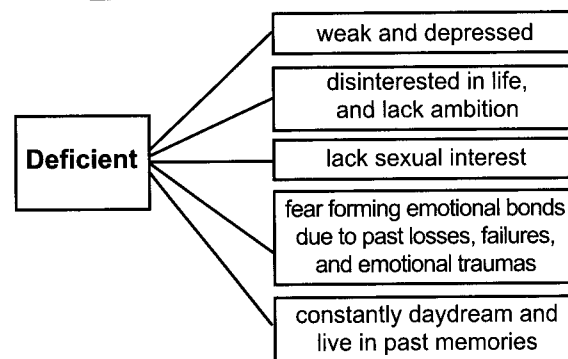 weak and depressed
disinterested in life,
and lack ambition
Deficient
lack sexual interest
fear forming emotional bonds
due to past losses, failures,
and emotional traumas
constantly daydream and
live in past memories